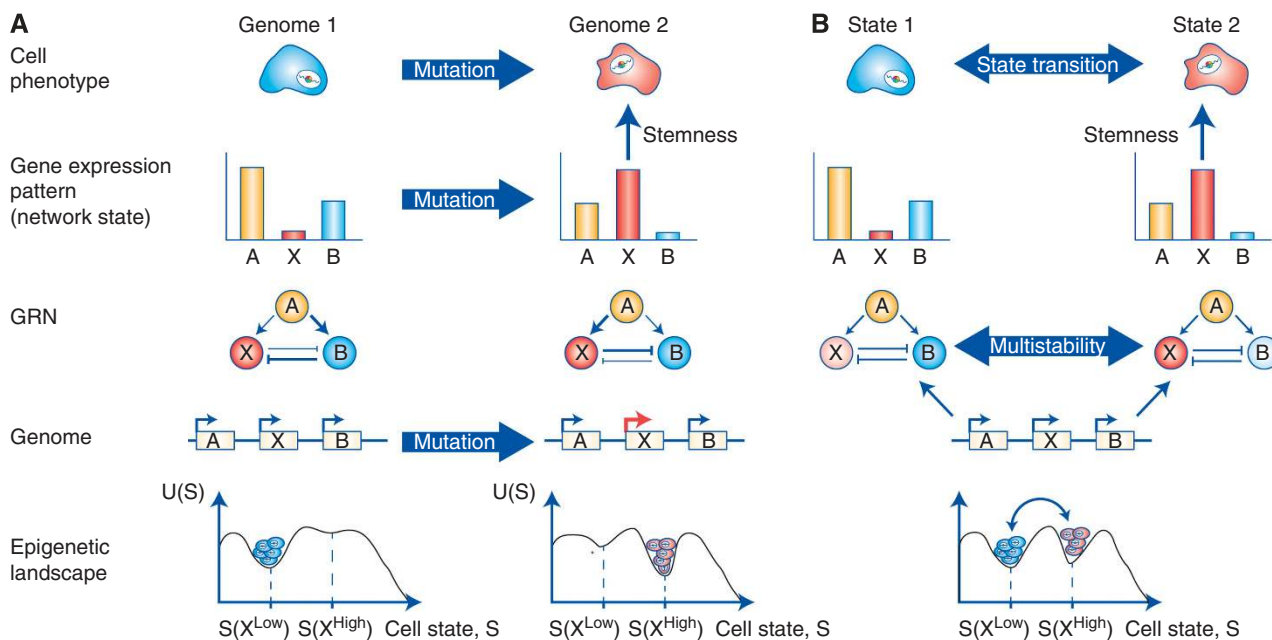 A
Genome 1
Genome 2
B
State 1
State 2
Cell
phenotype
Mutation
State transition
Stemness
Stemness
Gene expression
pattern
(network state)
Mutation
A X B
A X B
A X B
A X B
GRN
A
X B
A
X B
A
X B
Multistability
A
X B
Genome
A X B
Mutation
A X B
A X B
U(S)
U(S)
Epigenetic
landscape
S(X^Low) S(X^High) Cell state, S
S(X^Low) S(X^High) Cell state, S
S(X^Low) S(X^High) Cell state, S